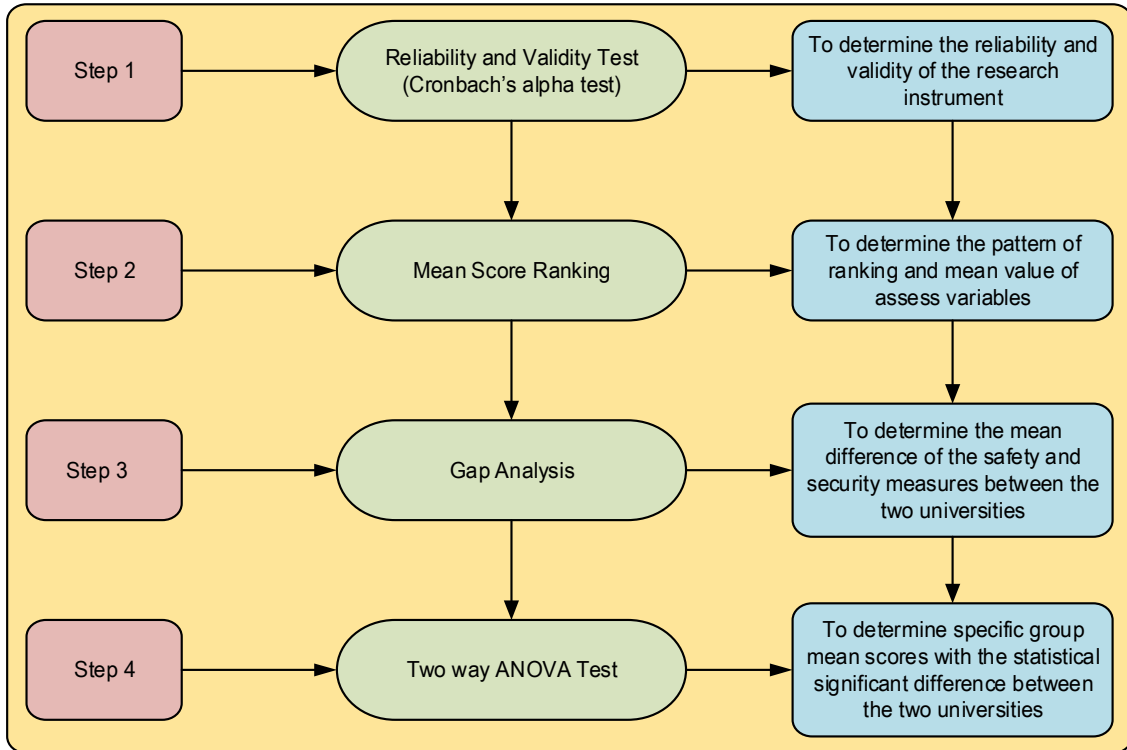 Step 1
Reliability and Validity Test
(Cronbach's alpha test)
To determine the reliability and
validity of the research
instrument
Step 2
Mean Score Ranking
To determine the pattern of
ranking and mean value of
assess variables
Step 3
Gap Analysis
To determine the mean
difference of the safety and
security measures between the
two universities
Step 4
Two way ANOVA Test
To determine specific group
mean scores with the statistical
significant difference between
the two universities